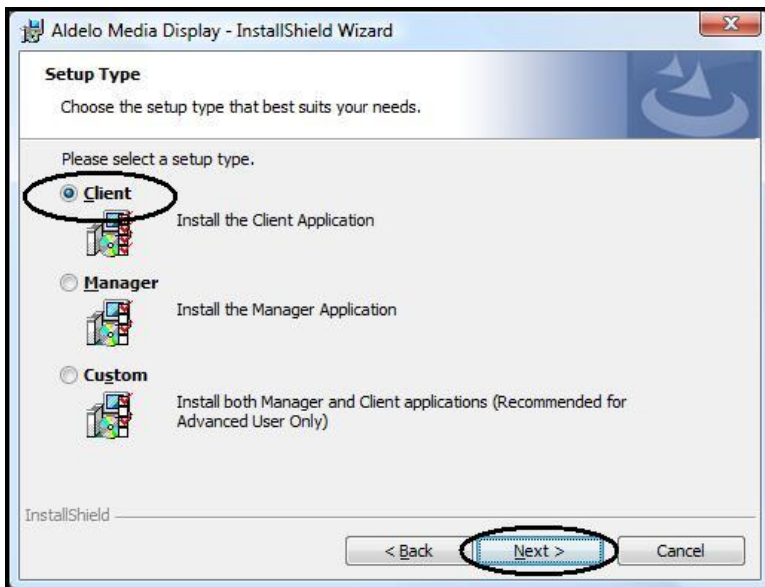 Aldelo Media Display - InstallShield Wizard
Setup Type
Choose the setup type that best suits your needs.
Please select a setup type.
Client
Install the Client Application
Manager
Install the Manager Application
Custom
Install both Manager and Client applications (Recommended for
Advanced User Only)
InstallShield
< Back
Next >
Cancel